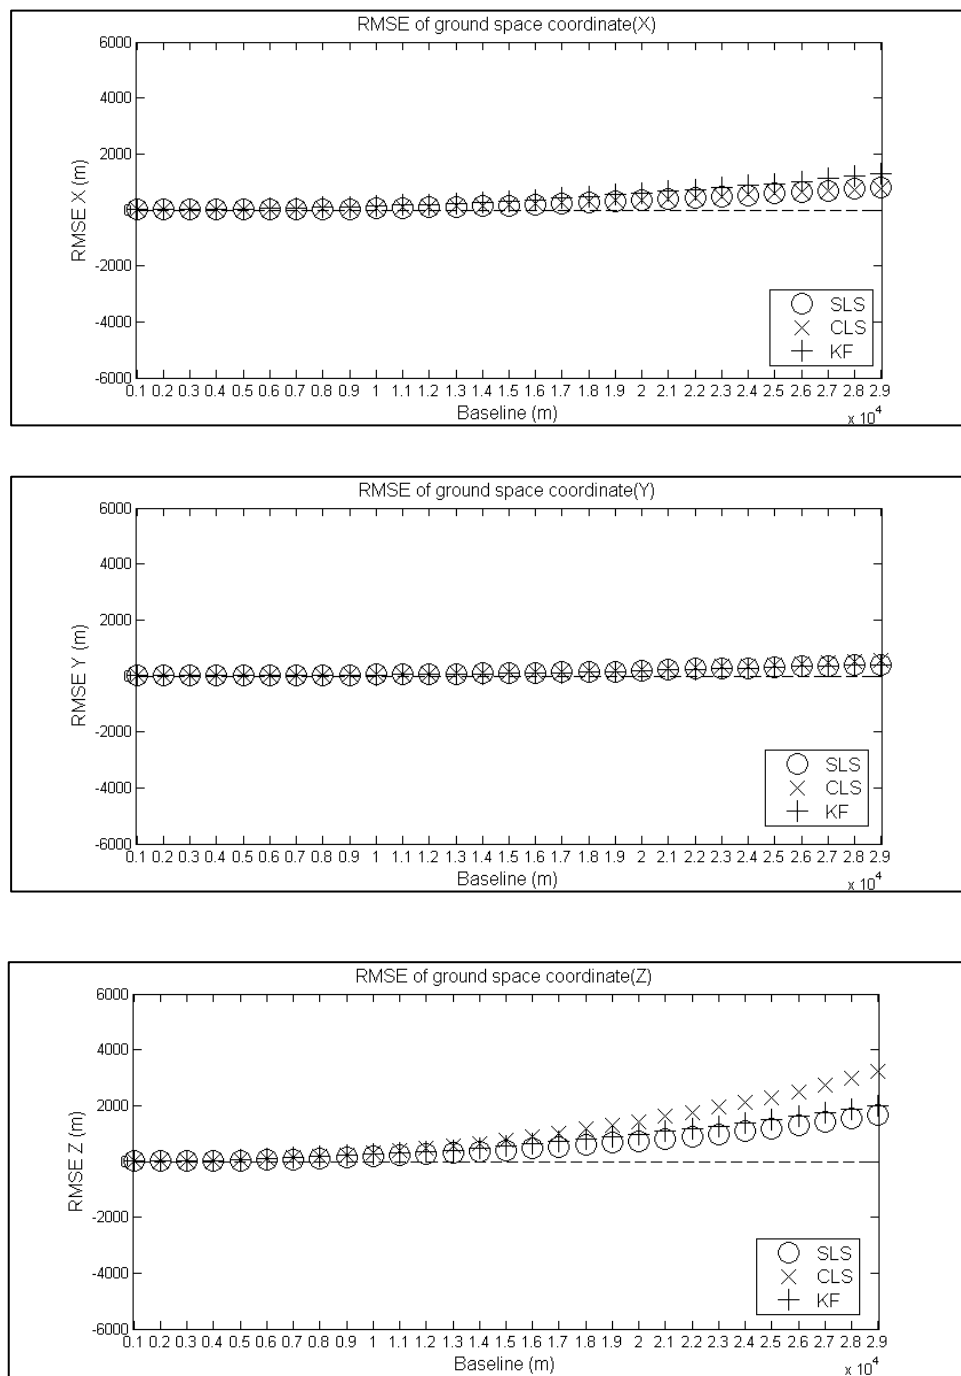 RMSE of ground space coordinate(X)
6000
4000
2000
0
-2000
-4000
-6000
RMSE X (m)
SLS
CLS
KF
0.1 0.2 0.3 0.4 0.5 0.6 0.7 0.8 0.9 1 1.1 1.2 1.3 1.4 1.5 1.6 1.7 1.8 1.9 2 2.1 2.2 2.3 2.4 2.5 2.6 2.7 2.8 2.9
Baseline (m)
x 10^4
RMSE of ground space coordinate(Y)
6000
4000
2000
0
-2000
-4000
-6000
RMSE Y (m)
SLS
CLS
KF
0.1 0.2 0.3 0.4 0.5 0.6 0.7 0.8 0.9 1 1.1 1.2 1.3 1.4 1.5 1.6 1.7 1.8 1.9 2 2.1 2.2 2.3 2.4 2.5 2.6 2.7 2.8 2.9
Baseline (m)
x 10^4
RMSE of ground space coordinate(Z)
6000
4000
2000
0
-2000
-4000
-6000
RMSE Z (m)
SLS
CLS
KF
0.1 0.2 0.3 0.4 0.5 0.6 0.7 0.8 0.9 1 1.1 1.2 1.3 1.4 1.5 1.6 1.7 1.8 1.9 2 2.1 2.2 2.3 2.4 2.5 2.6 2.7 2.8 2.9
Baseline (m)
x 10^4